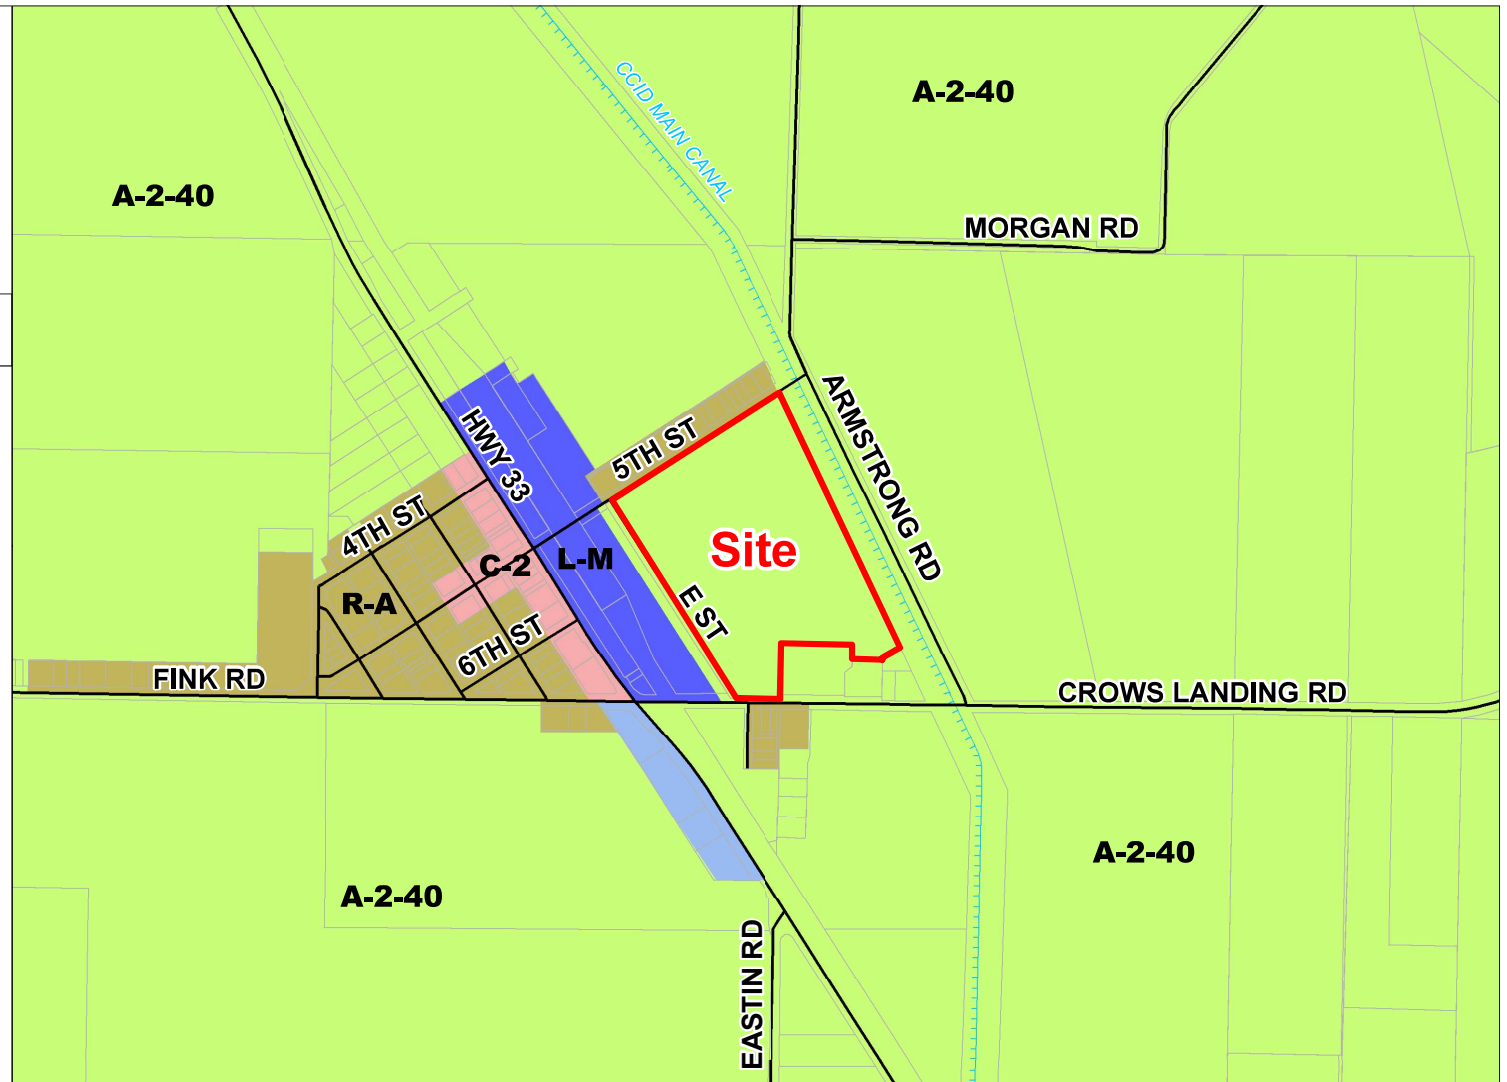 A-2-40
CCID MAIN CANAL
A-2-40
MORGAN RD
HWY 33
ARMSTRONG RD
5TH ST
4TH ST
Site
C-2
L-M
R-A
E ST
6TH ST
FINK RD
CROWS LANDING RD
A-2-40
A-2-40
EASTIN RD